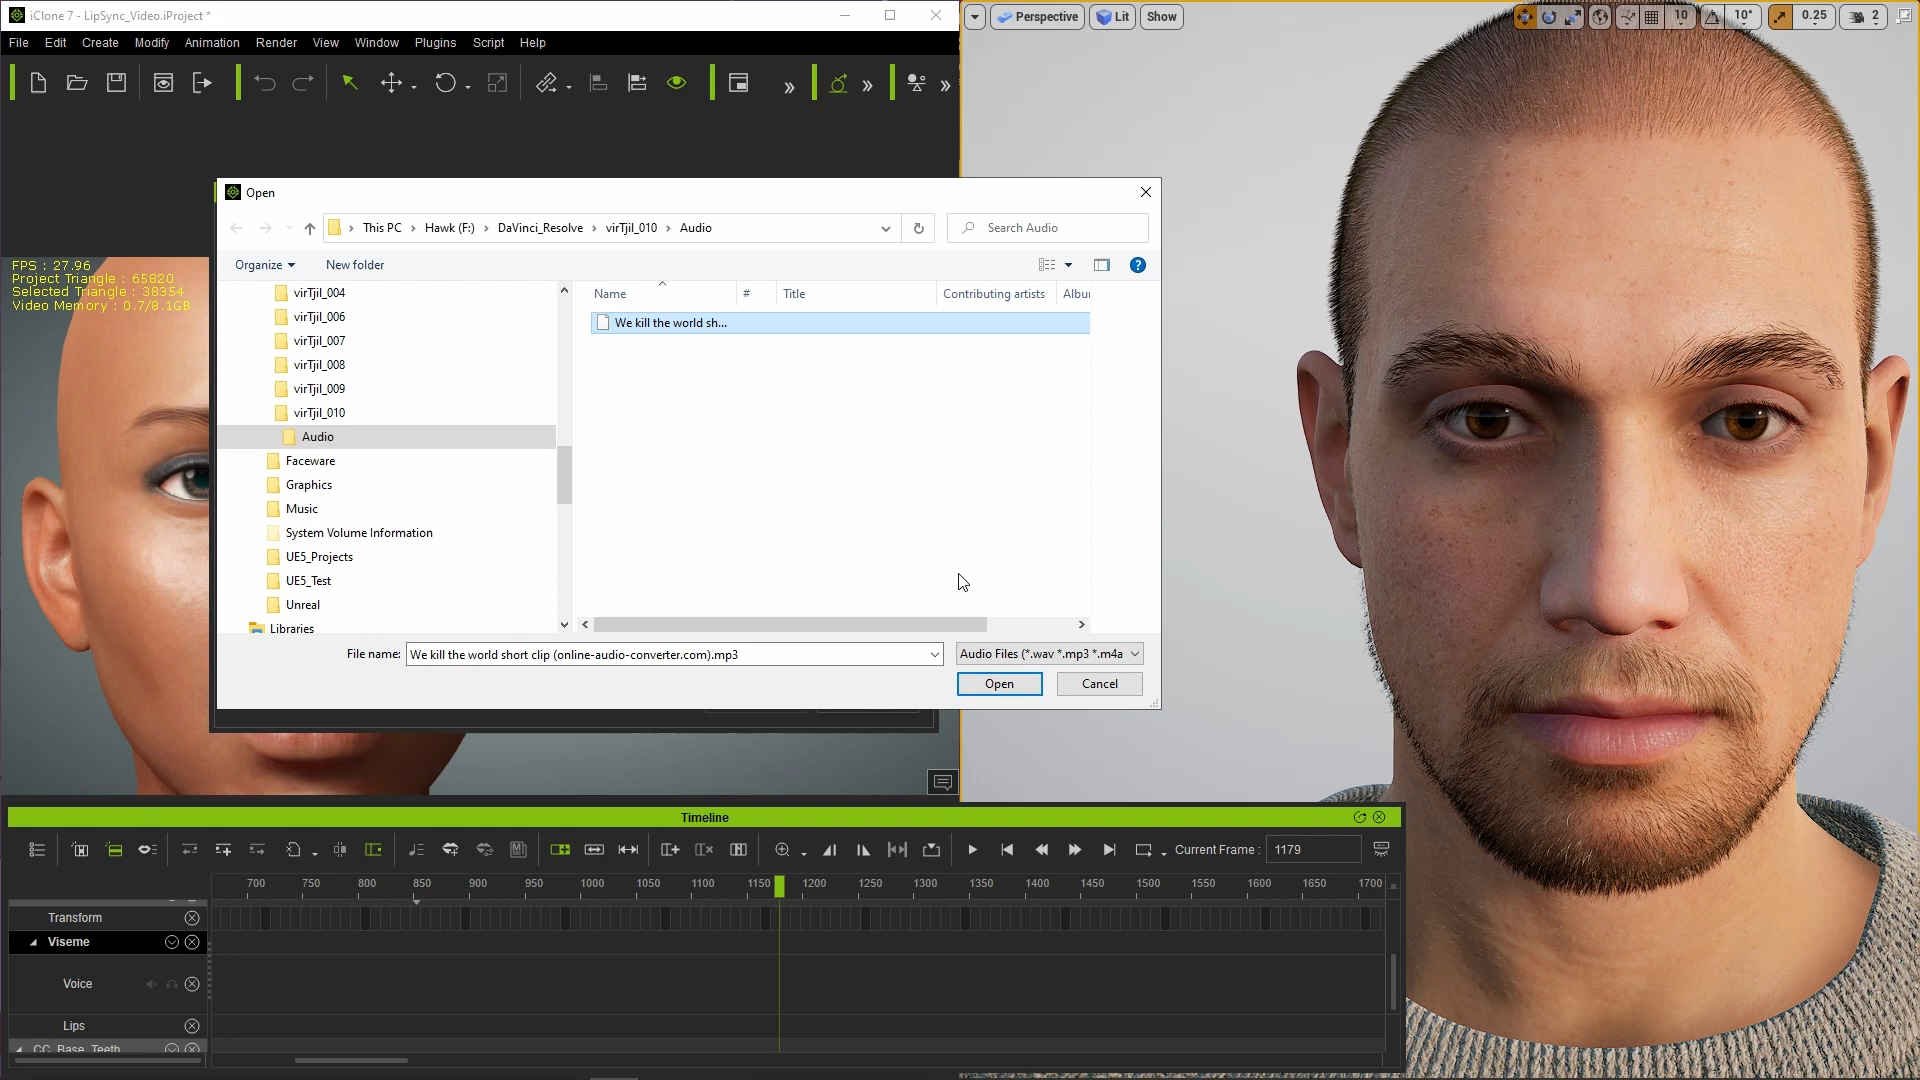 iClone 7 - LipSync_Video.iProject *
File Edit Create Modify Animation Render View Window Plugins Script Help
Perspective Lit Show
10 10° 0.25 2
FPS : 27.96
Project Triangle : 65820
Selected Triangle : 38354
Video Memory : 0.7/8.1GB
Open
This PC > Hawk (F:) > DaVinci_Resolve > virTjil_010 > Audio
Search Audio
Organize New folder
virTjil_004
virTjil_006
virTjil_007
virTjil_008
virTjil_009
virTjil_010
Audio
Faceware
Graphics
Music
System Volume Information
UE5_Projects
UE5_Test
Unreal
Libraries
Name # Title Contributing artists Albu
We kill the world sh...
File name: We kill the world short clip (online-audio-converter.com).mp3
Audio Files (*.wav *.mp3 *.m4a
Open Cancel
Timeline
Current Frame : 1179
700 750 800 850 900 950 1000 1050 1100 1150 1200 1250 1300 1350 1400 1450 1500 1550 1600 1650 1700
Transform
Viseme
Voice
Lips
CC_Base_Teeth